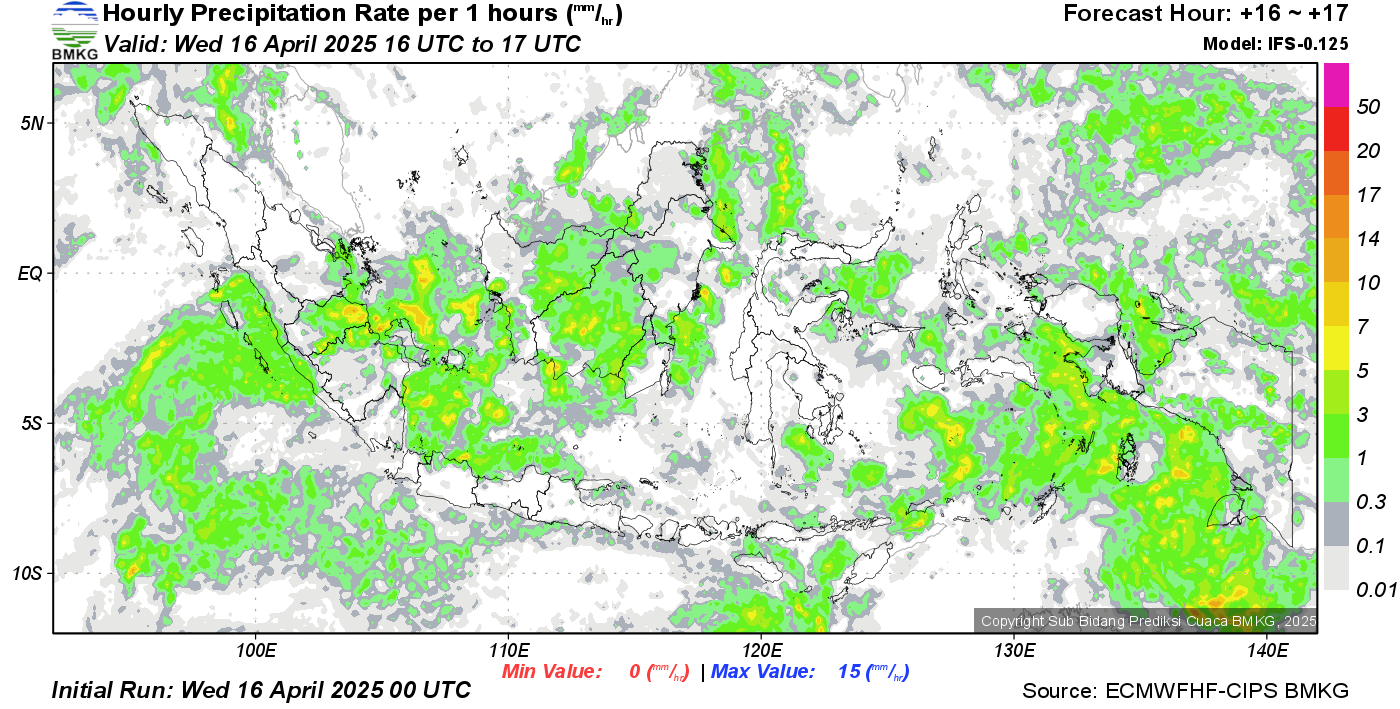 BMKG
Hourly Precipitation Rate per 1 hours (mm/hr)
Valid: Wed 16 April 2025 16 UTC to 17 UTC
Forecast Hour: +16 ~ +17
Model: IFS-0.125
5N
EQ
5S
10S
100E
110E
120E
130E
140E
50
20
17
14
10
7
5
3
1
0.3
0.1
0.01
Copyright Sub Bidang Prediksi Cuaca BMKG, 2025
Min Value: 0 (mm/hr) | Max Value: 15 (mm/hr)
Initial Run: Wed 16 April 2025 00 UTC
Source: ECMWFHF-CIPS BMKG